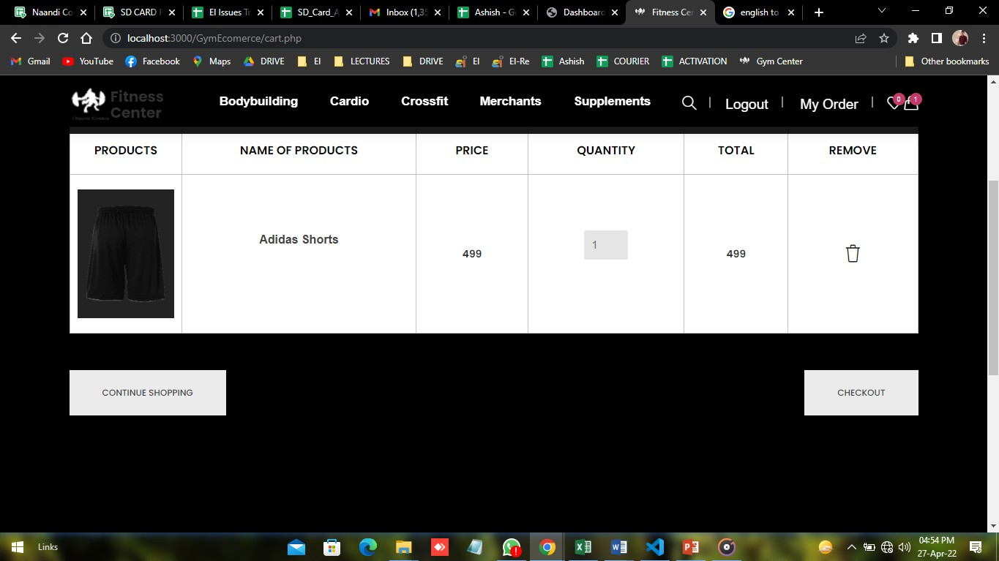 Naandi Co
SD CARD
EI Issues Tr
SD_Card_A
Inbox (1,35
Ashish - G
Dashboard
Fitness Cen
english to
localhost:3000/GymEcomerce/cart.php
Gmail
YouTube
Facebook
Maps
DRIVE
EI
LECTURES
DRIVE
EI
EI-Re
Ashish
COURIER
ACTIVATION
Gym Center
Other bookmarks
Fitness
Center
Bodybuilding
Cardio
Crossfit
Merchants
Supplements
Logout
My Order
0
1
PRODUCTS
NAME OF PRODUCTS
PRICE
QUANTITY
TOTAL
REMOVE
Adidas Shorts
499
1
499
CONTINUE SHOPPING
CHECKOUT
Links
04:54 PM
27-Apr-22